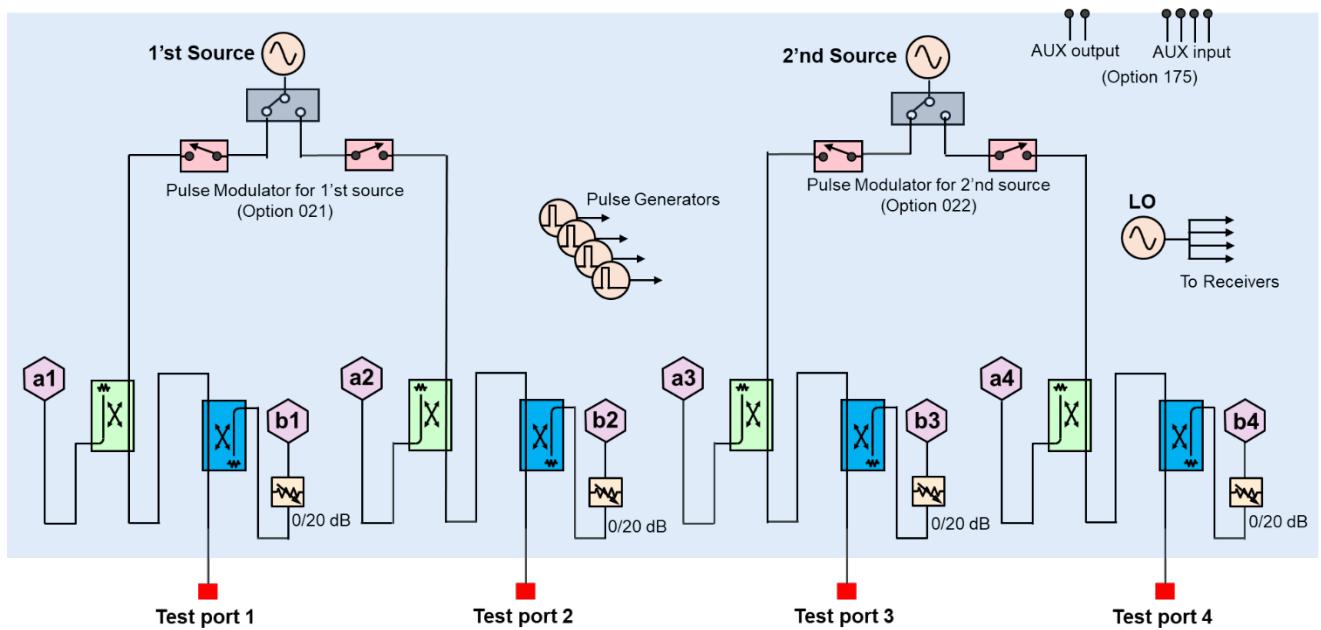 1'st Source
2'nd Source
AUX output
AUX input
(Option 175)
Pulse Modulator for 1'st source
(Option 021)
Pulse Generators
Pulse Modulator for 2'nd source
(Option 022)
LO
To Receivers
a1
b1
0/20 dB
a2
b2
0/20 dB
a3
b3
0/20 dB
a4
b4
0/20 dB
Test port 1
Test port 2
Test port 3
Test port 4